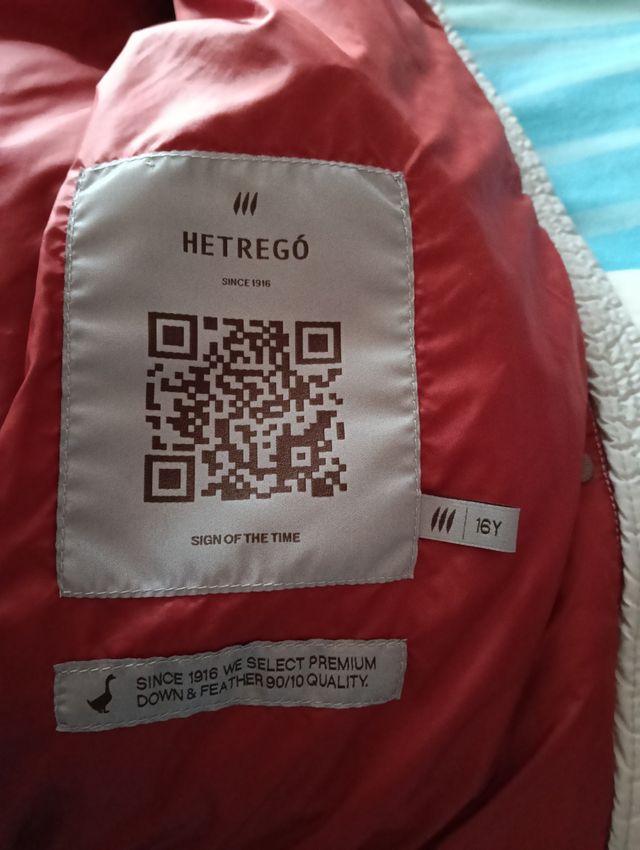 HETREGÓ
SINCE 1916
SIGN OF THE TIME
16Y
SINCE 1916 WE SELECT PREMIUM
DOWN & FEATHER 90/10 QUALITY.